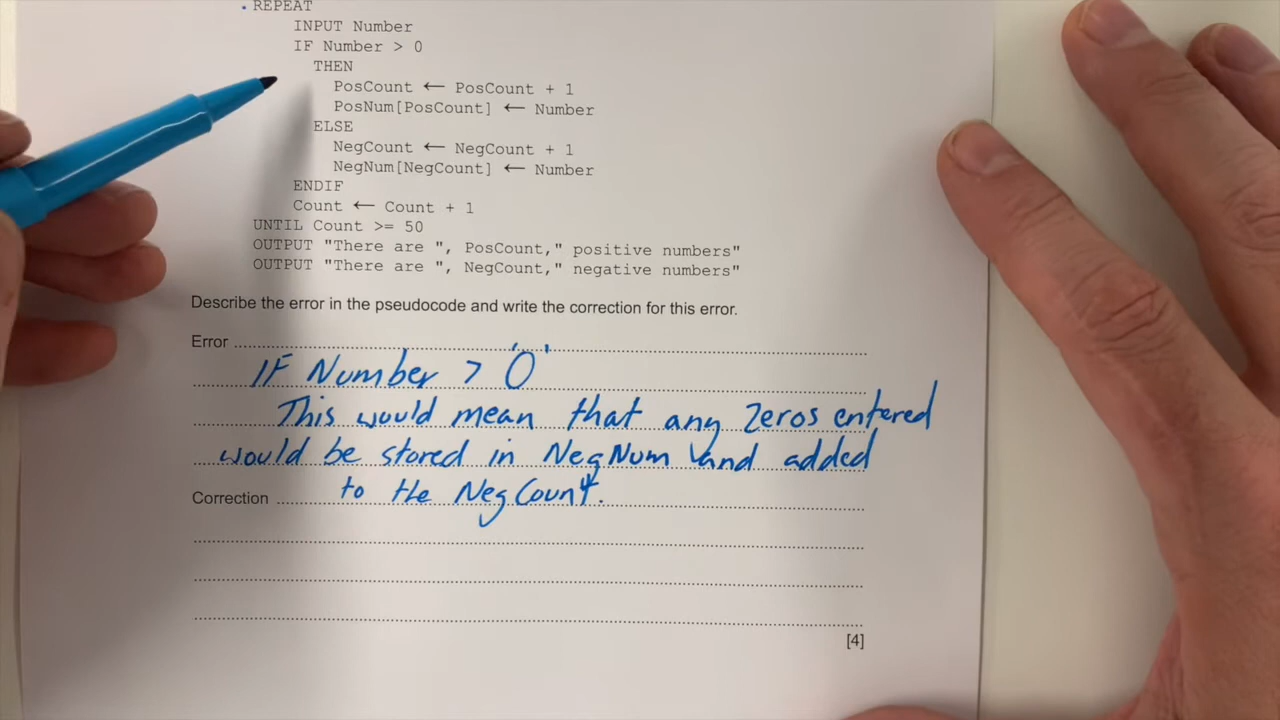 REPEAT
INPUT Number
IF Number > 0
THEN
PosCount ← PosCount + 1
PosNum[PosCount] ← Number
ELSE
NegCount ← NegCount + 1
NegNum[NegCount] ← Number
ENDIF
Count ← Count + 1
UNTIL Count >= 50
OUTPUT "There are ", PosCount," positive numbers"
OUTPUT "There are ", NegCount," negative numbers"
Describe the error in the pseudocode and write the correction for this error.
Error
IF Number > '0'
This would mean that any zeros entered
would be stored in NegNum and added
Correction to the NegCount.
[4]